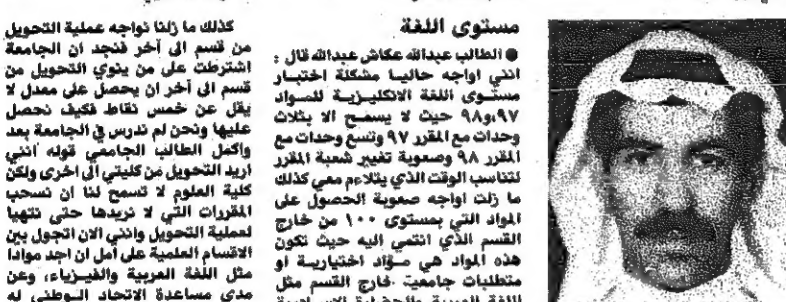 مستوى اللغة
● الطالب عبدالله عكاش عبدالله قال :
انني اواجه حاليا مشكلة اختبار
مستوى اللغة الانكليزية للمواد
٩٧و٩٨ حيث لا يسمح الا بثلاث
وحدات مع المقرر ٩٧ وتسع وحدات مع
المقرر ٩٨ وصعوبة تغيير شعبة المقرر
لتناسب الوقت الذي يتلاءم معي كذلك
ما زلت اواجه صعوبة الحصول على
المواد التي بمستوى ١٠٠ من خارج
القسم الذي انتمي إليه حيث تكون
هذه المواد هي مواد اختيارية او
متطلبات جامعية خارج القسم مثل
اللغة العربية
كذلك ما زلنا نواجه عملية التحويل
من قسم الى آخر فنجد ان الجامعة
اشترطت على من ينوي التحويل من
قسم الى آخر ان يحصل على معدل لا
يقل عن خمس نقاط فكيف نحصل
عليها ونحن لم ندرس في الجامعة بعد
واكمل الطالب الجامعي قوله انني
أريد التحويل من كليتي الى اخرى ولكن
كلية العلوم لا تسمح لنا ان نسحب
المقررات التي لا نريدها حتى نتهيا
لعملية التحويل وانني الان اتجول بين
الاقسام العلمية على أمل ان اجد موادا
مثل اللغة العربية والفيزياء، وعن
مدى مساعدة الاتحاد الوطني له